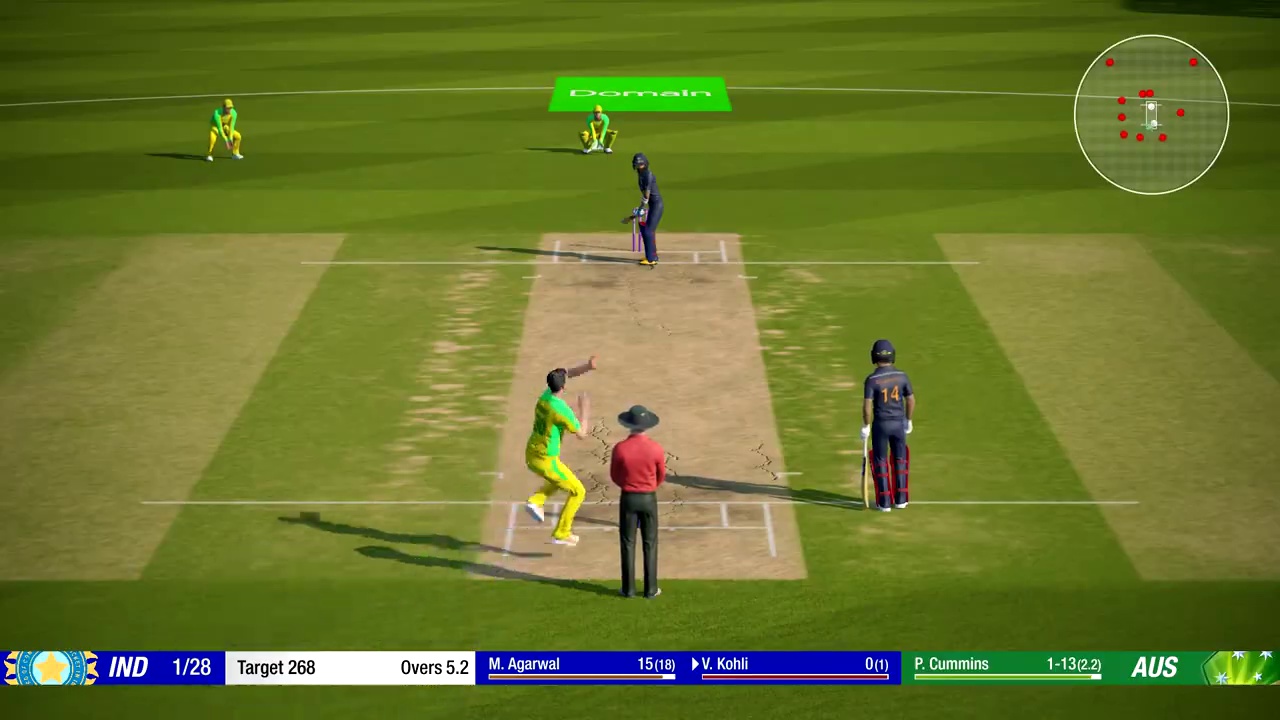 Domain
14
IND 1/28 Target 268 Overs 5.2 M. Agarwal 15(18) V. Kohli 0(1) P. Cummins 1-13(2.2) AUS